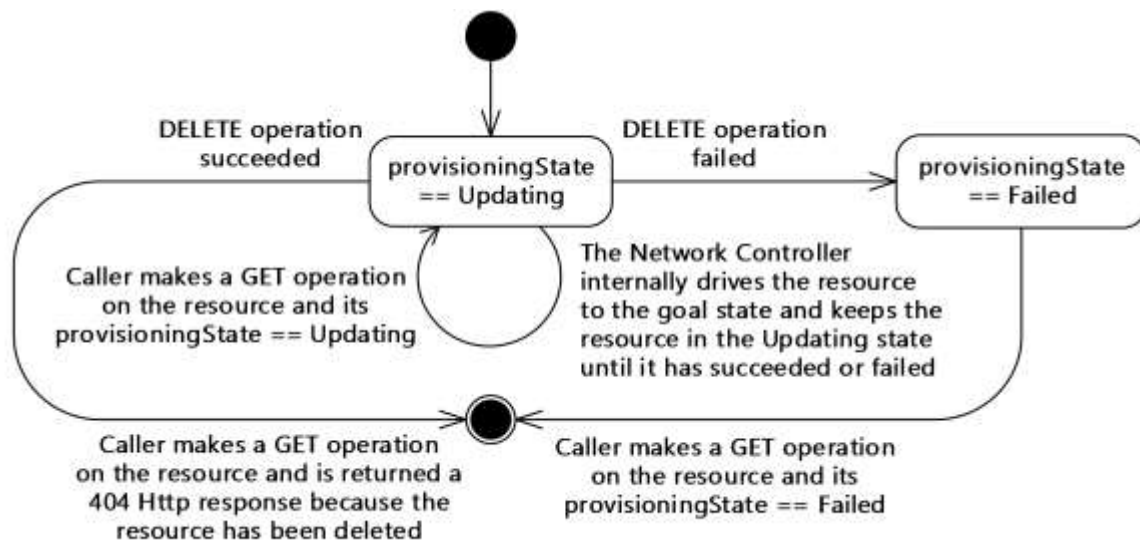 DELETE operation
succeeded
provisioningState
== Updating
DELETE operation
failed
provisioningState
== Failed
Caller makes a GET operation
on the resource and its
provisioningState == Updating
The Network Controller
internally drives the resource
to the goal state and keeps the
resource in the Updating state
until it has succeeded or failed
Caller makes a GET operation
on the resource and is returned a
404 Http response because the
resource has been deleted
Caller makes a GET operation
on the resource and its
provisioningState == Failed